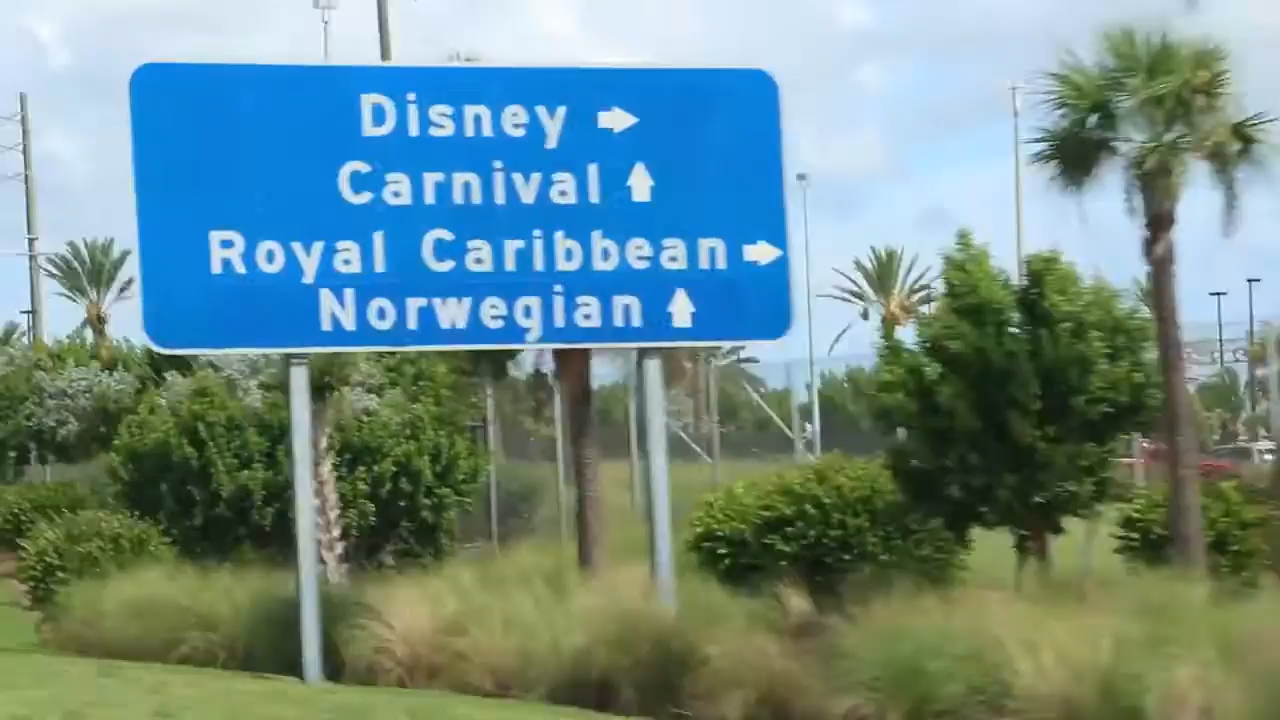 Disney →
Carnival ↑
Royal Caribbean →
Norwegian ↑